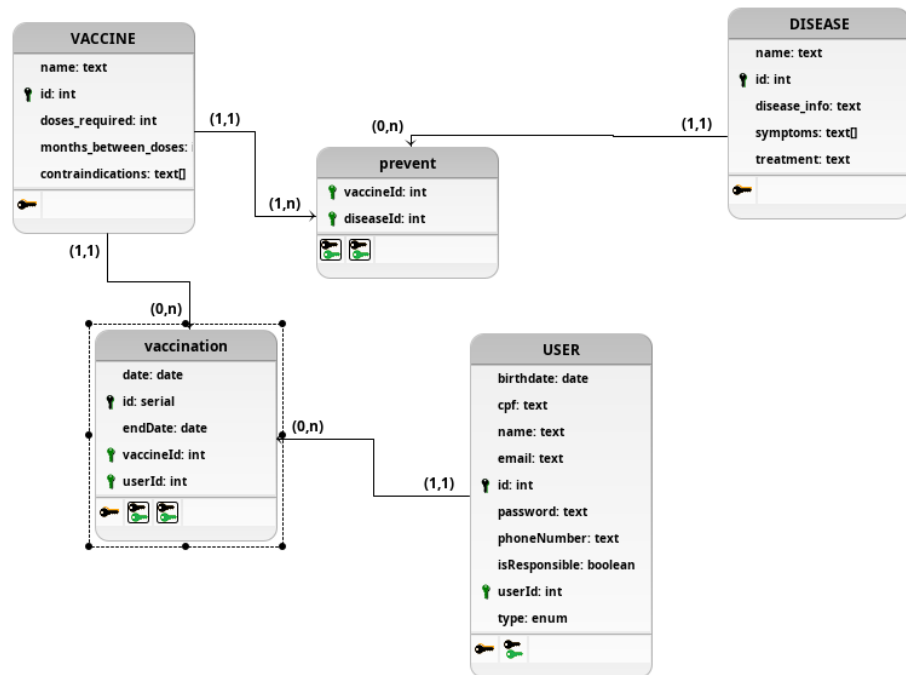 VACCINE
name: text
id: int
doses_required: int
months_between_doses:
contraindications: text[]
DISEASE
name: text
id: int
disease_info: text
symptoms: text[]
treatment: text
(1,1)
(0,n)
(1,1)
prevent
vaccineId: int
diseaseId: int
(1,n)
(1,1)
(0,n)
vaccination
date: date
id: serial
endDate: date
vaccineId: int
userId: int
(0,n)
(1,1)
USER
birthdate: date
cpf: text
name: text
email: text
id: int
password: text
phoneNumber: text
isResponsible: boolean
userId: int
type: enum